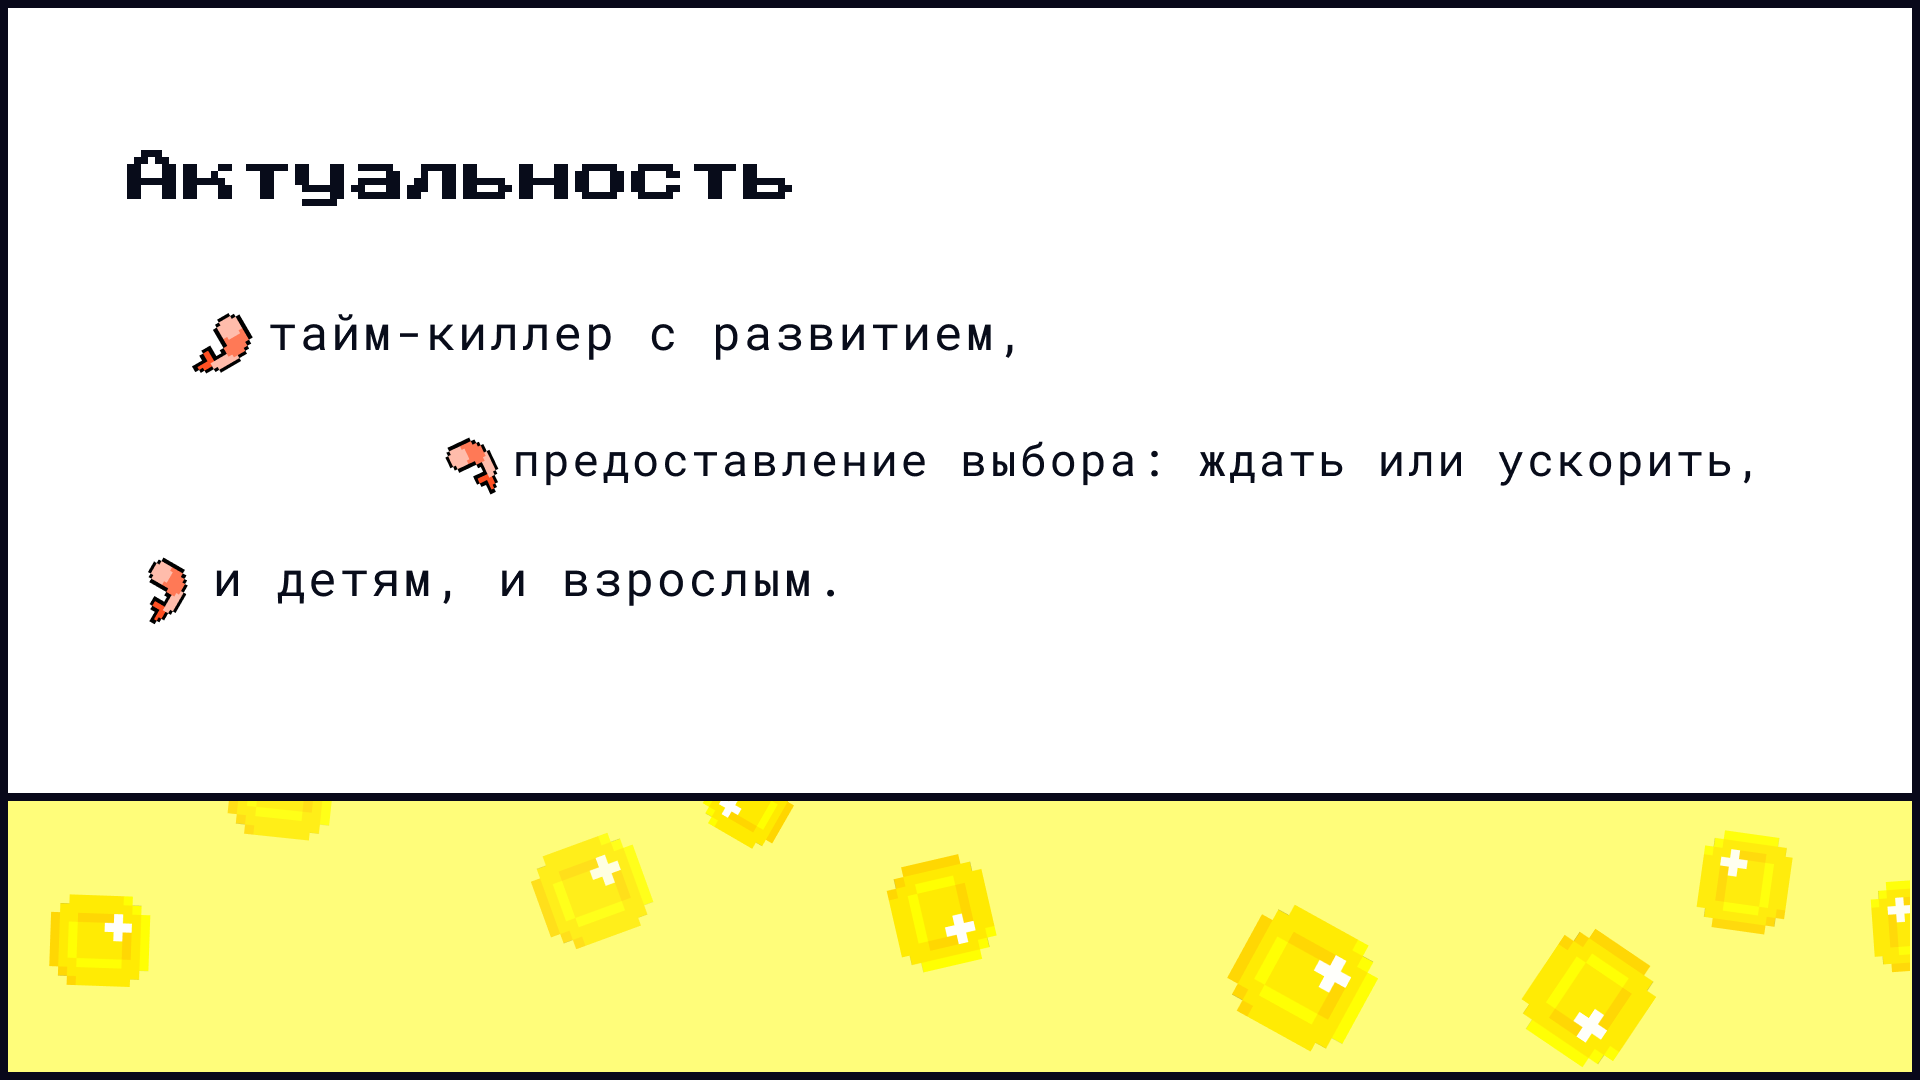 Актуальность
тайм-киллер с развитием,
предоставление выбора: ждать или ускорить,
и детям, и взрослым.